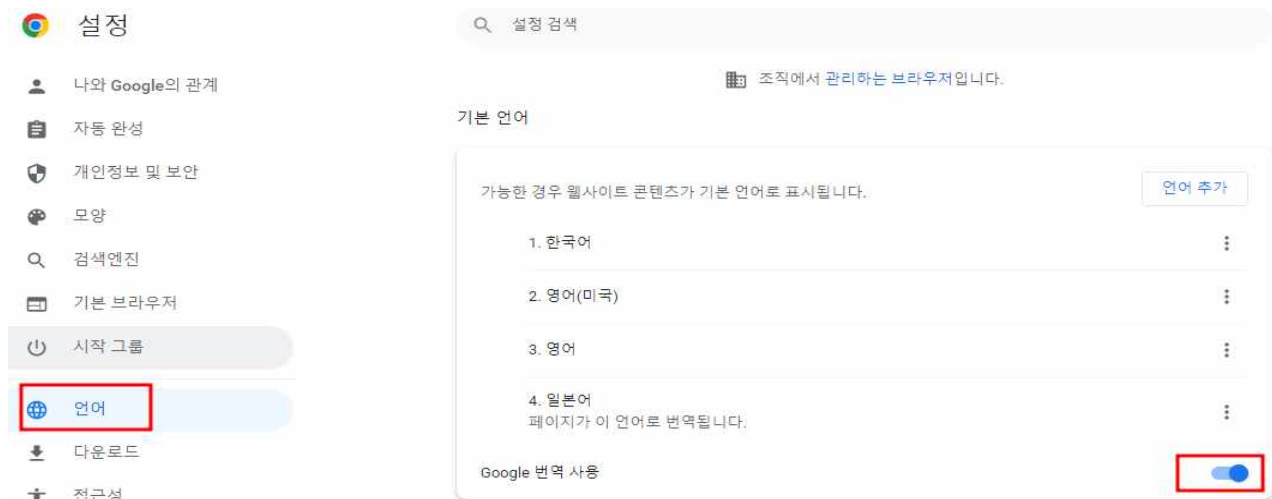 설정
설정 검색
나와 Google의 관계
자동 완성
개인정보 및 보안
모양
검색엔진
기본 브라우저
시작 그룹
언어
다운로드
접근성
조직에서 관리하는 브라우저입니다.
기본 언어
가능한 경우 웹사이트 콘텐츠가 기본 언어로 표시됩니다.
언어 추가
1. 한국어
2. 영어(미국)
3. 영어
4. 일본어
페이지가 이 언어로 번역됩니다.
Google 번역 사용